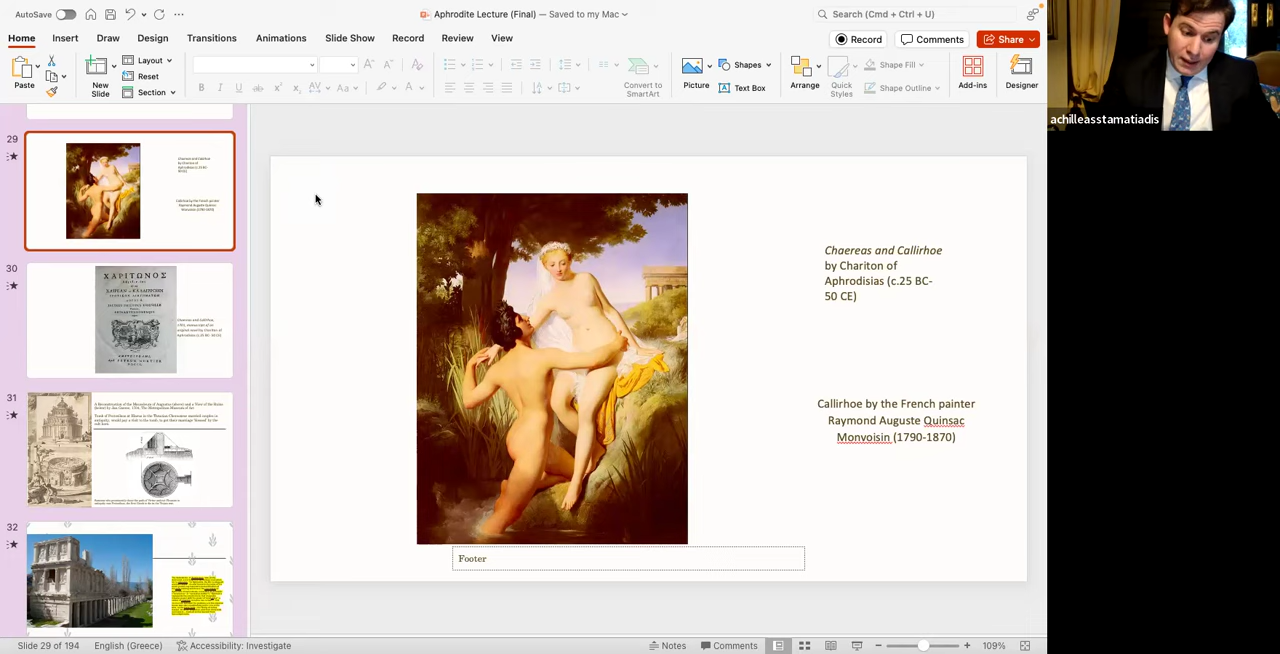 AutoSave
Aphrodite Lecture (Final) — Saved to my Mac
Search (Cmd + Ctrl + U)
Home Insert Draw Design Transitions Animations Slide Show Record Review View
Record Comments Share
Paste
New Slide
Layout
Reset
Section
Convert to SmartArt
Picture
Shapes
Text Box
Arrange
Quick Styles
Shape Fill
Shape Outline
Add-ins
Designer
achilleasstamatiadis
29
30
ΧΑΡΙΤΩΝΟΣ
31
32
Chaereas and Callirhoe
by Chariton of
Aphrodisias (c.25 BC-
50 CE)
Callirhoe by the French painter
Raymond Auguste Quinsac
Monvoisin (1790-1870)
Footer
Slide 29 of 194 English (Greece) Accessibility: Investigate Notes Comments 109%